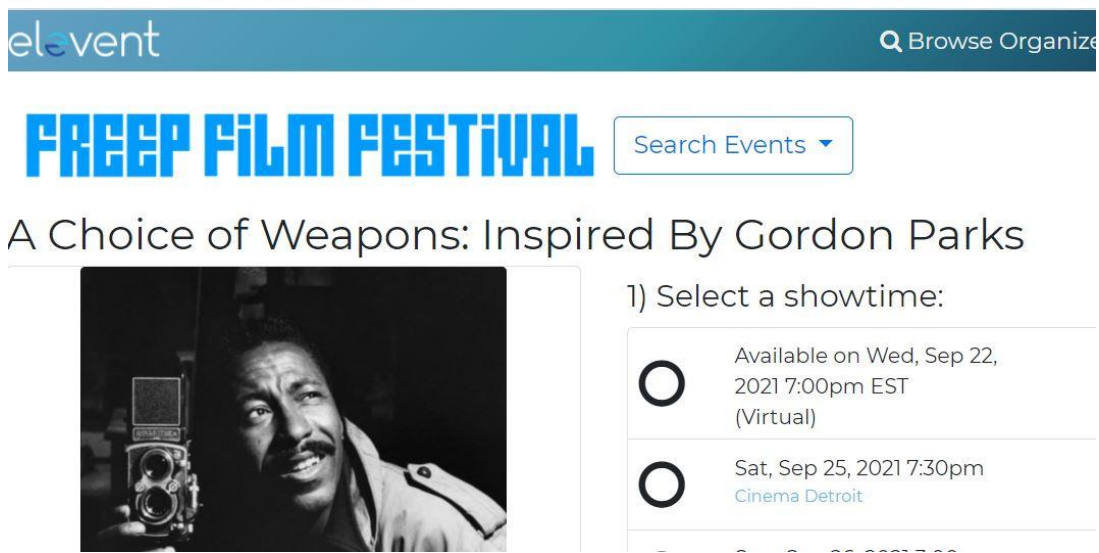 elevent
Browse Organize
FREEP FILM FESTIVAL
Search Events
A Choice of Weapons: Inspired By Gordon Parks
1) Select a showtime:
Available on Wed, Sep 22,
2021 7:00pm EST
(Virtual)
Sat, Sep 25, 2021 7:30pm
Cinema Detroit